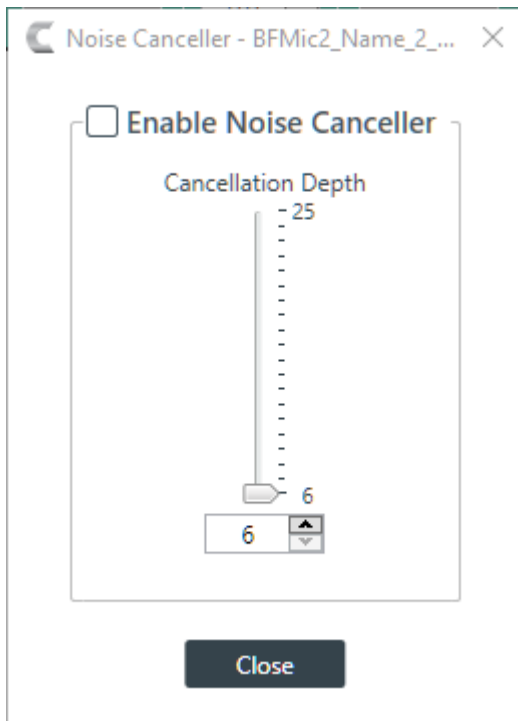 Noise Canceller - BFMic2_Name_2_...
Enable Noise Canceller
Cancellation Depth
25
6
6
Close